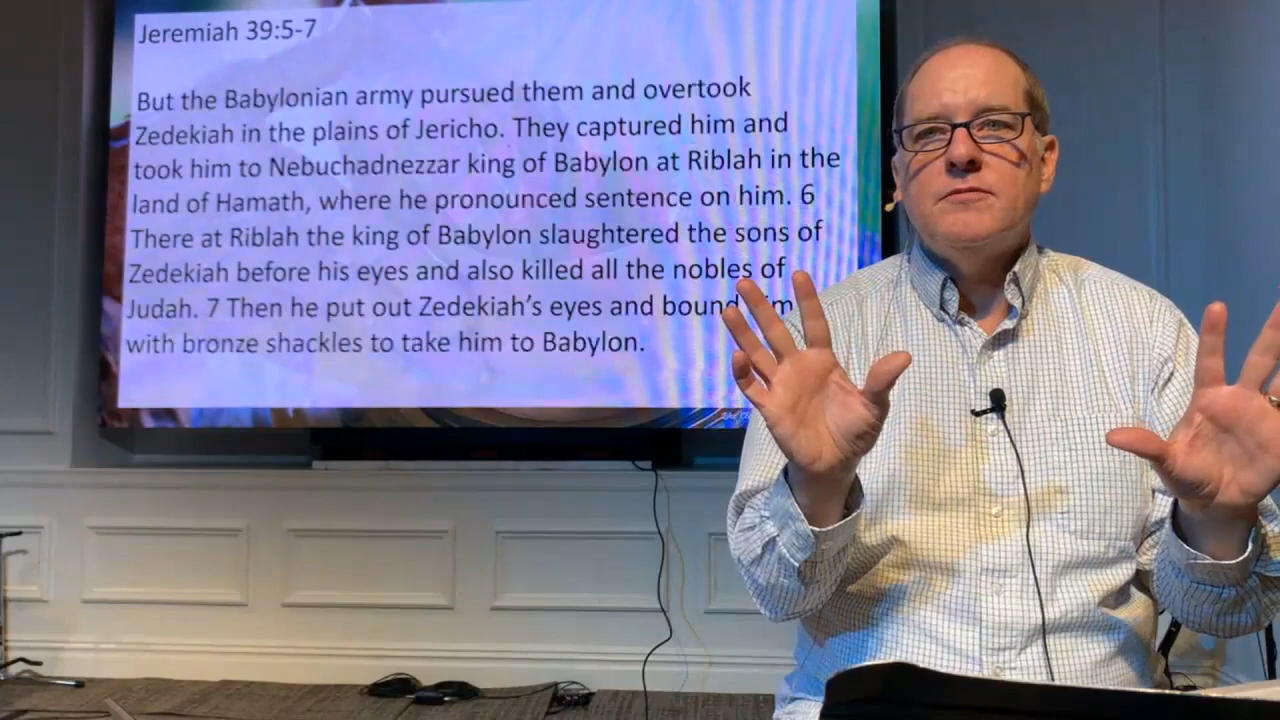 Jeremiah 39:5-7
But the Babylonian army pursued them and overtook
Zedekiah in the plains of Jericho. They captured him and
took him to Nebuchadnezzar king of Babylon at Riblah in the
land of Hamath, where he pronounced sentence on him. 6
There at Riblah the king of Babylon slaughtered the sons of
Zedekiah before his eyes and also killed all the nobles of
Judah. 7 Then he put out Zedekiah's eyes and bound
with bronze shackles to take him to Babylon.